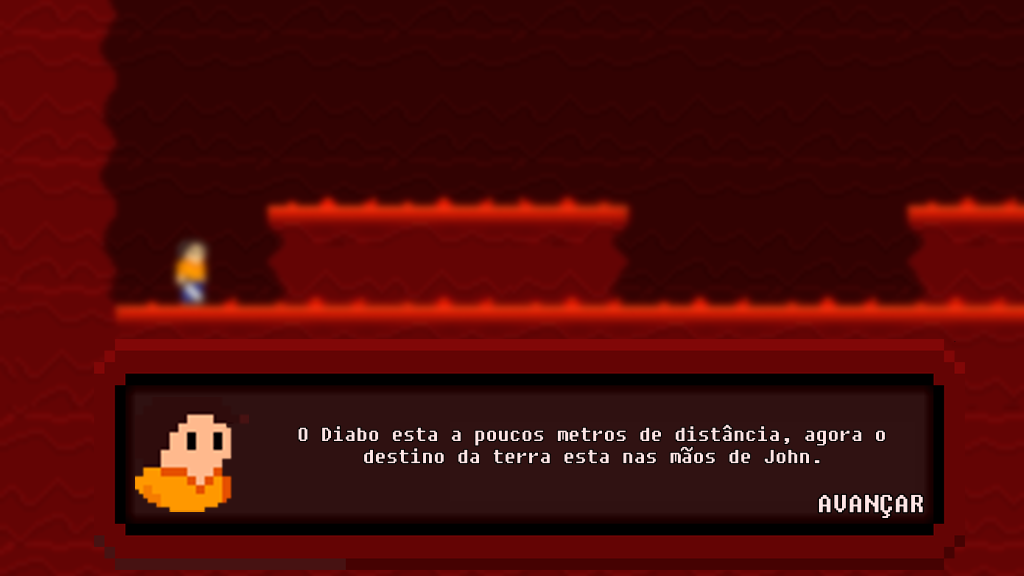 O Diabo esta a poucos metros de distância, agora o
destino da terra esta nas mãos de John.
AVANÇAR